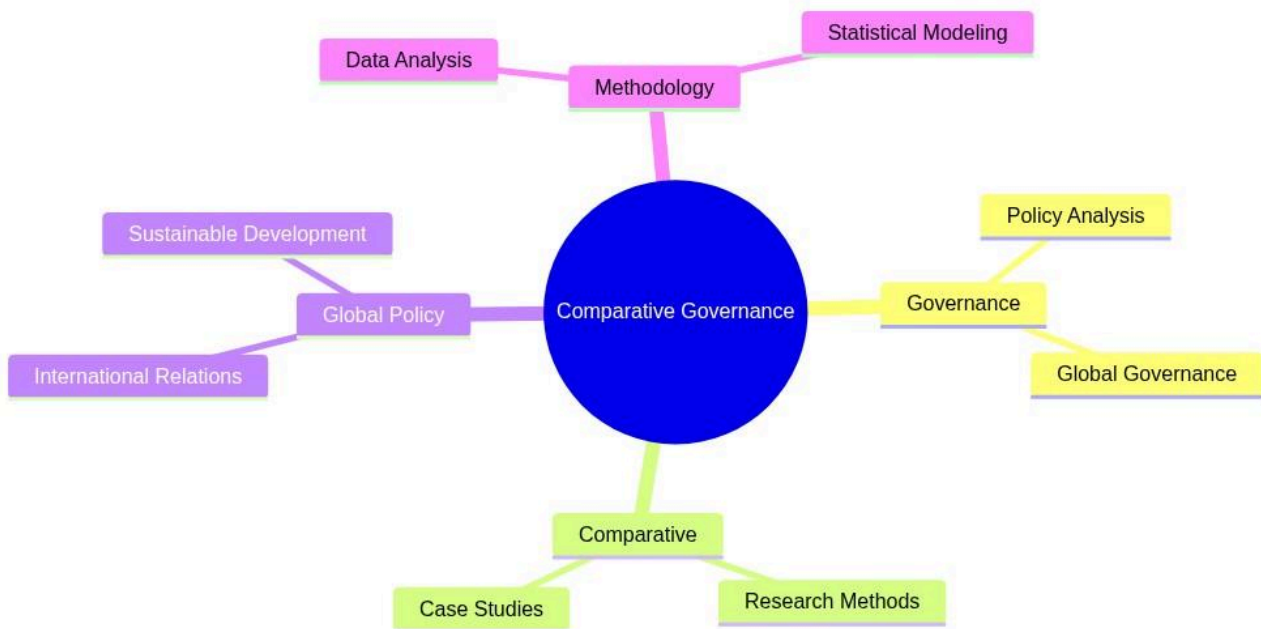 Statistical Modeling
Data Analysis
Methodology
Policy Analysis
Sustainable Development
Governance
Comparative Governance
Global Policy
International Relations
Global Governance
Comparative
Research Methods
Case Studies